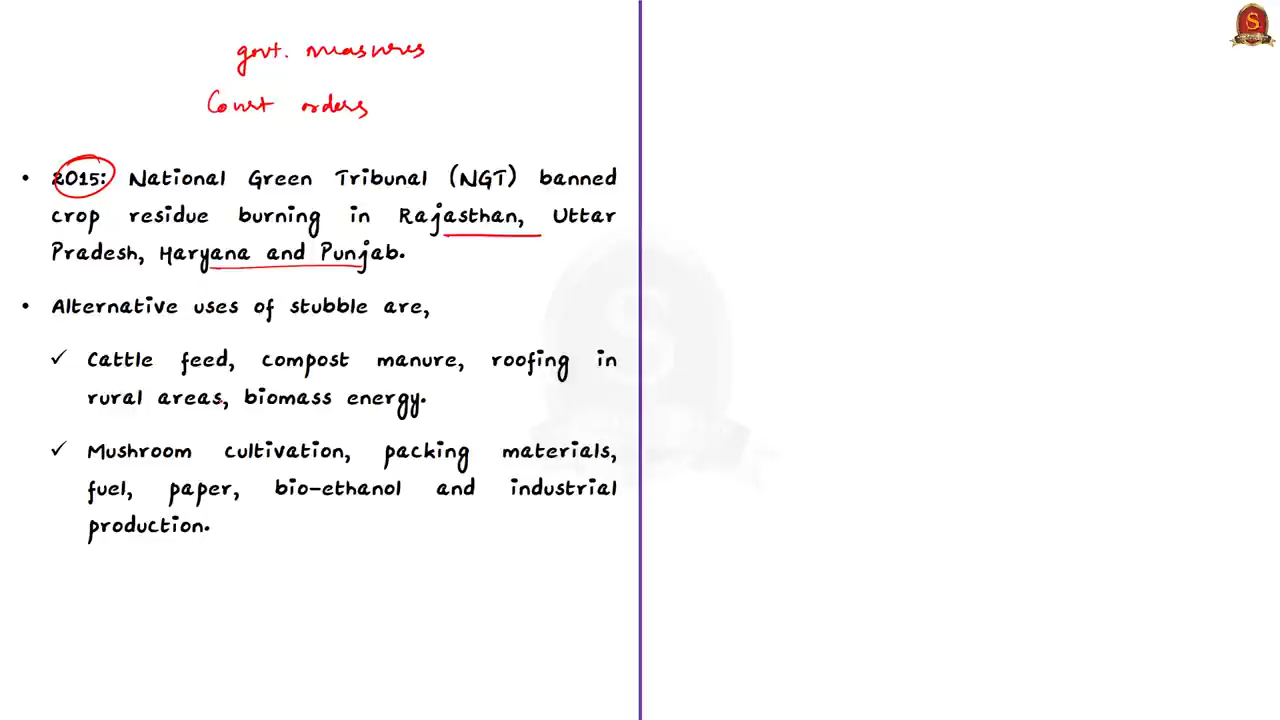 govt. measures
Court orders
• 2015: National Green Tribunal (NGT) banned
crop residue burning in Rajasthan, Uttar
Pradesh, Haryana and Punjab.
• Alternative uses of stubble are,
✓ Cattle feed, compost manure, roofing in
rural areas, biomass energy.
✓ Mushroom cultivation, packing materials,
fuel, paper, bio-ethanol and industrial
production.